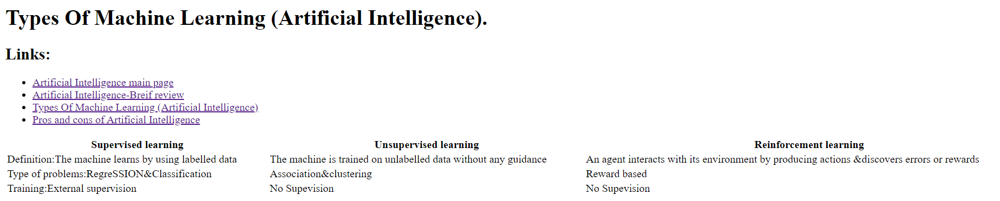 Types Of Machine Learning (Artificial Intelligence).
Links:
Artificial Intelligence main page
Artificial Intelligence-Breif review
Types Of Machine Learning (Artificial Intelligence)
Pros and cons of Artificial Intelligence
Supervised learning Unsupervised learning Reinforcement learning
Definition:The machine learns by using labelled data The machine is trained on unlabelled data without any guidance An agent interacts with its environment by producing actions &discovers errors or rewards
Type of problems:RegreSSION&Classification Association&clustering Reward based
Training:External supervision No Supevision No Supevision